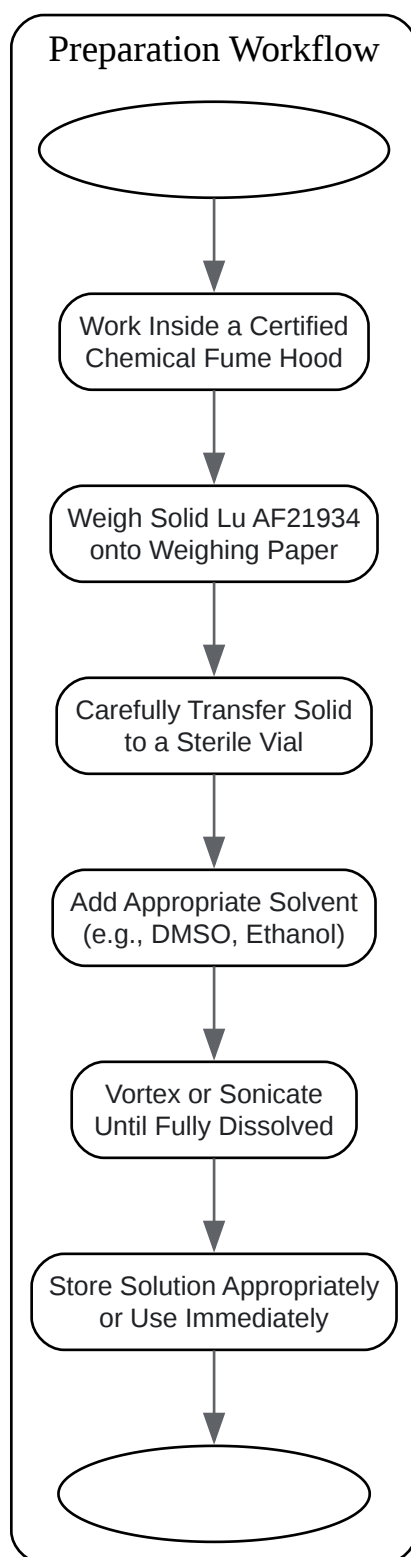 Preparation Workflow
Work Inside a Certified
Chemical Fume Hood
Weigh Solid Lu AF21934
onto Weighing Paper
Carefully Transfer Solid
to a Sterile Vial
Add Appropriate Solvent
(e.g., DMSO, Ethanol)
Vortex or Sonicate
Until Fully Dissolved
Store Solution Appropriately
or Use Immediately